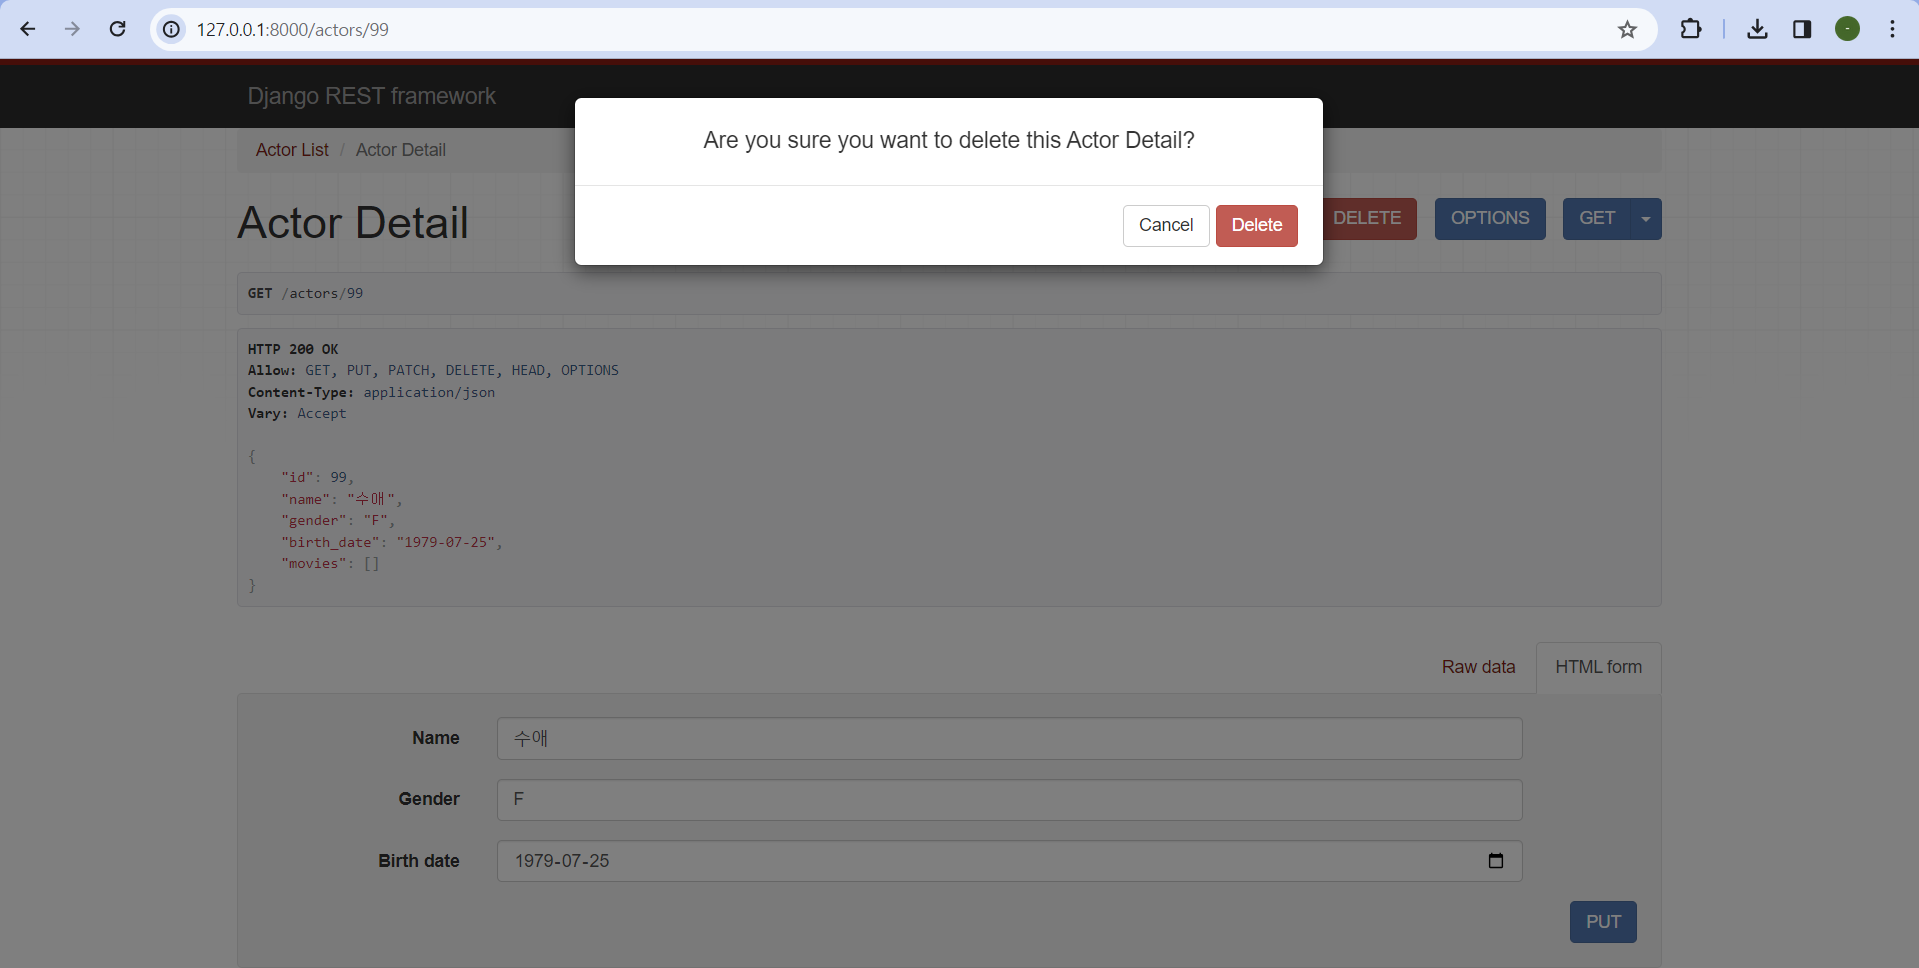 127.0.0.1:8000/actors/99
Django REST framework
Are you sure you want to delete this Actor Detail?
Cancel Delete
Actor List / Actor Detail
Actor Detail
DELETE OPTIONS GET
GET /actors/99
HTTP 200 OK
Allow: GET, PUT, PATCH, DELETE, HEAD, OPTIONS
Content-Type: application/json
Vary: Accept
{
"id": 99,
"name": "수애",
"gender": "F",
"birth_date": "1979-07-25",
"movies": []
}
Raw data HTML form
Name 수애
Gender F
Birth date 1979-07-25
PUT